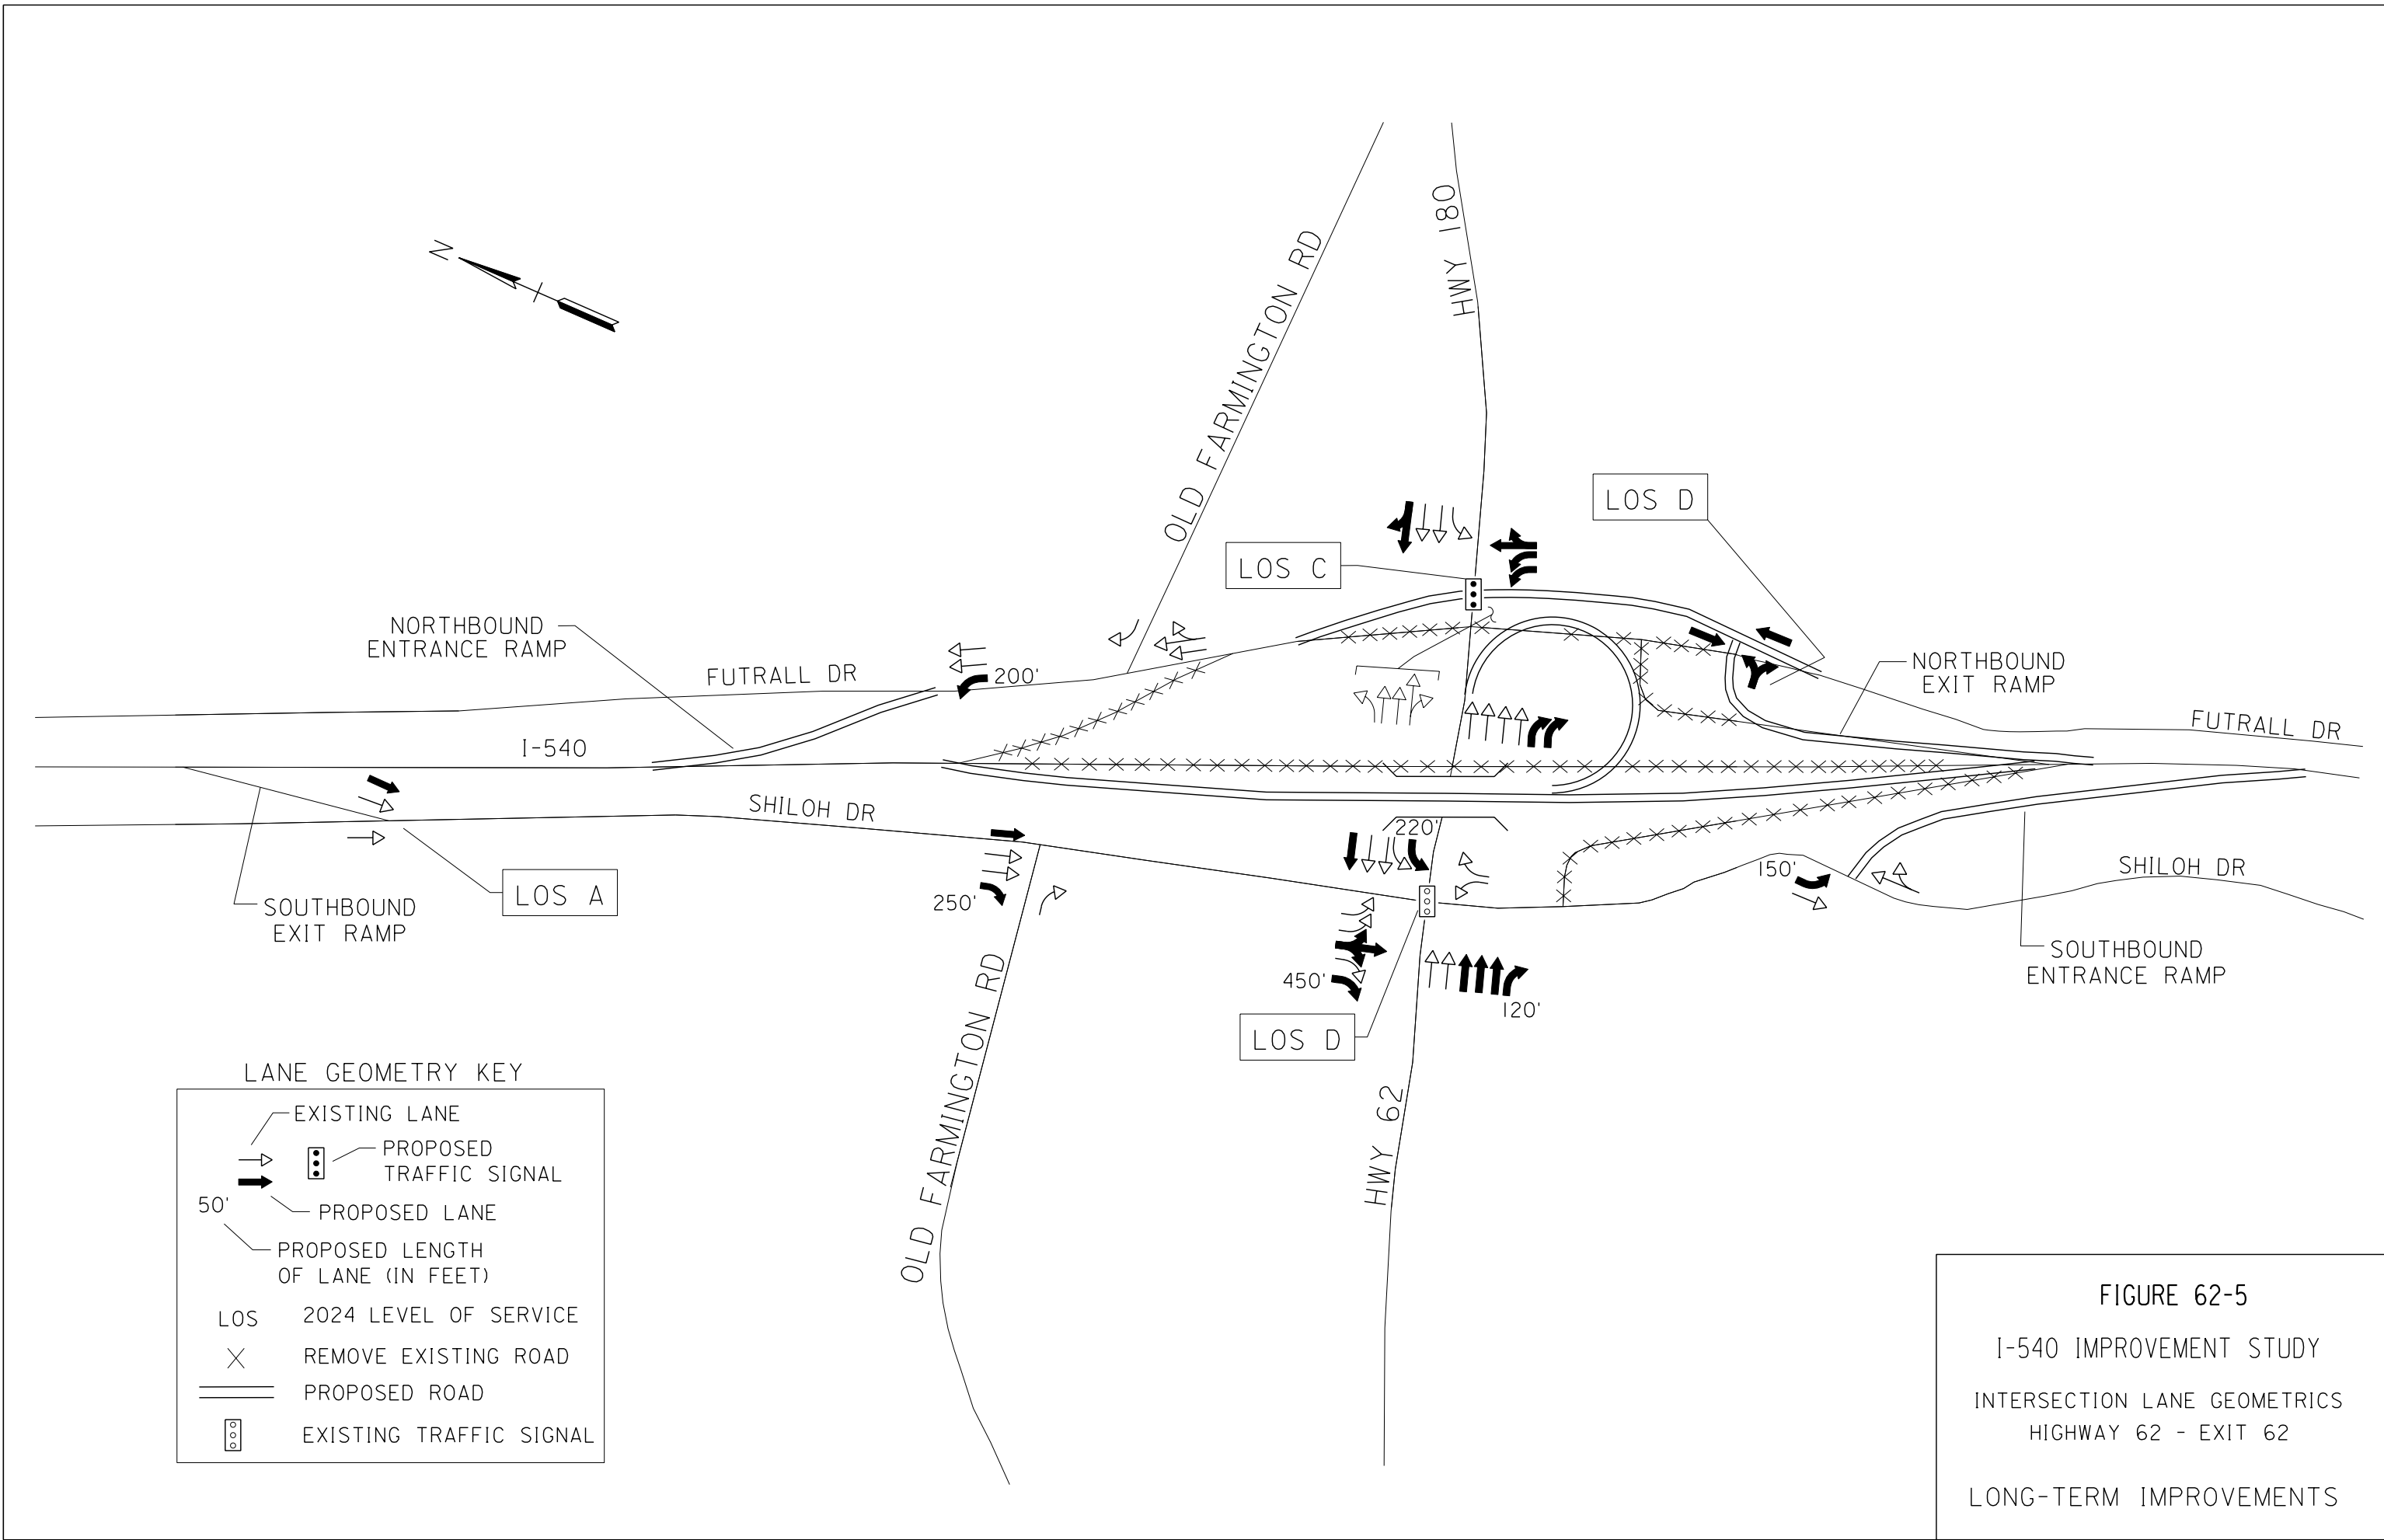 N
OLD FARMINGTON RD
HWY 180
LOS D
LOS C
NORTHBOUND
ENTRANCE RAMP
FUTRALL DR
200'
NORTHBOUND
EXIT RAMP
FUTRALL DR
I-540
SHILOH DR
220'
250'
150'
SHILOH DR
LOS A
SOUTHBOUND
EXIT RAMP
450'
120'
SOUTHBOUND
ENTRANCE RAMP
LOS D
OLD FARMINGTON RD
HWY 62
LANE GEOMETRY KEY
EXISTING LANE
PROPOSED
TRAFFIC SIGNAL
50'
PROPOSED LANE
PROPOSED LENGTH
OF LANE (IN FEET)
LOS 2024 LEVEL OF SERVICE
REMOVE EXISTING ROAD
PROPOSED ROAD
EXISTING TRAFFIC SIGNAL
FIGURE 62-5
I-540 IMPROVEMENT STUDY
INTERSECTION LANE GEOMETRICS
HIGHWAY 62 - EXIT 62
LONG-TERM IMPROVEMENTS